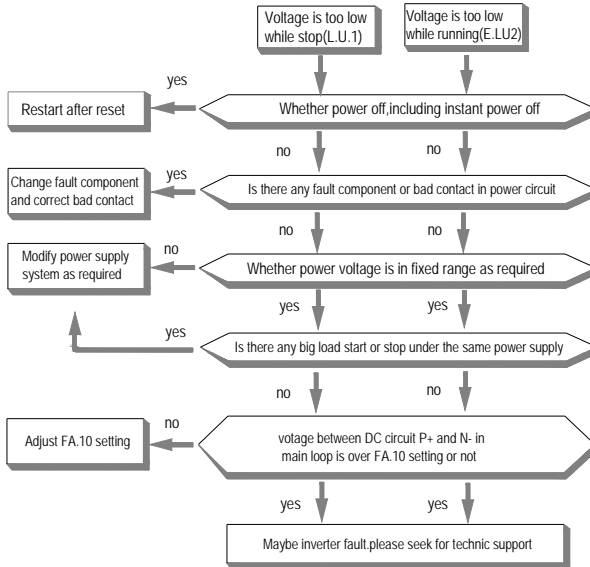 Voltage is too low
while stop(L.U.1)
Voltage is too low
while running(E.LU2)
yes
Restart after reset
Whether power off,including instant power off
no
no
yes
Change fault component
and correct bad contact
Is there any fault component or bad contact in power circuit
no
no
no
Modify power supply
system as required
Whether power voltage is in fixed range as required
yes
yes
yes
Is there any big load start or stop under the same power supply
no
no
no
Adjust FA.10 setting
votage between DC circuit P+ and N- in
main loop is over FA.10 setting or not
yes
yes
Maybe inverter fault.please seek for technic support